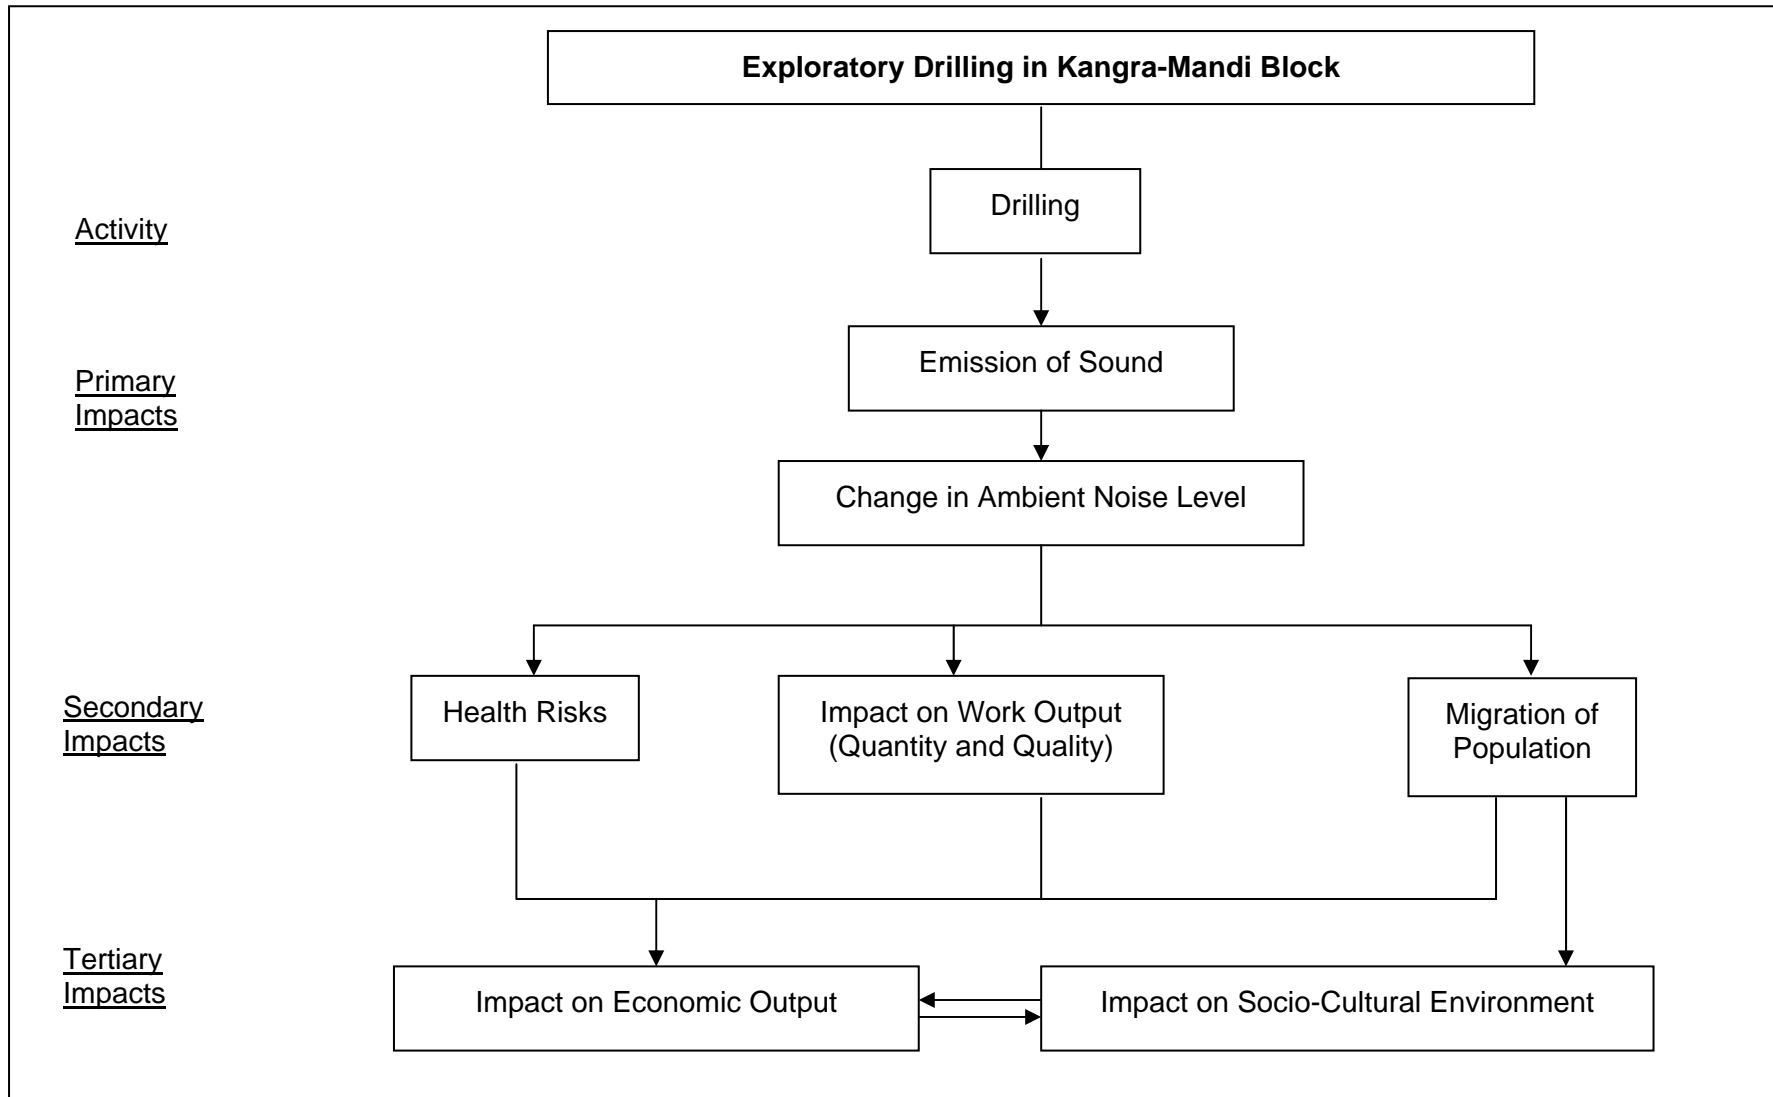 Exploratory Drilling in Kangra-Mandi Block
Activity
Drilling
Primary
Impacts
Emission of Sound
Change in Ambient Noise Level
Secondary
Impacts
Health Risks
Impact on Work Output
(Quantity and Quality)
Migration of
Population
Tertiary
Impacts
Impact on Economic Output
Impact on Socio-Cultural Environment